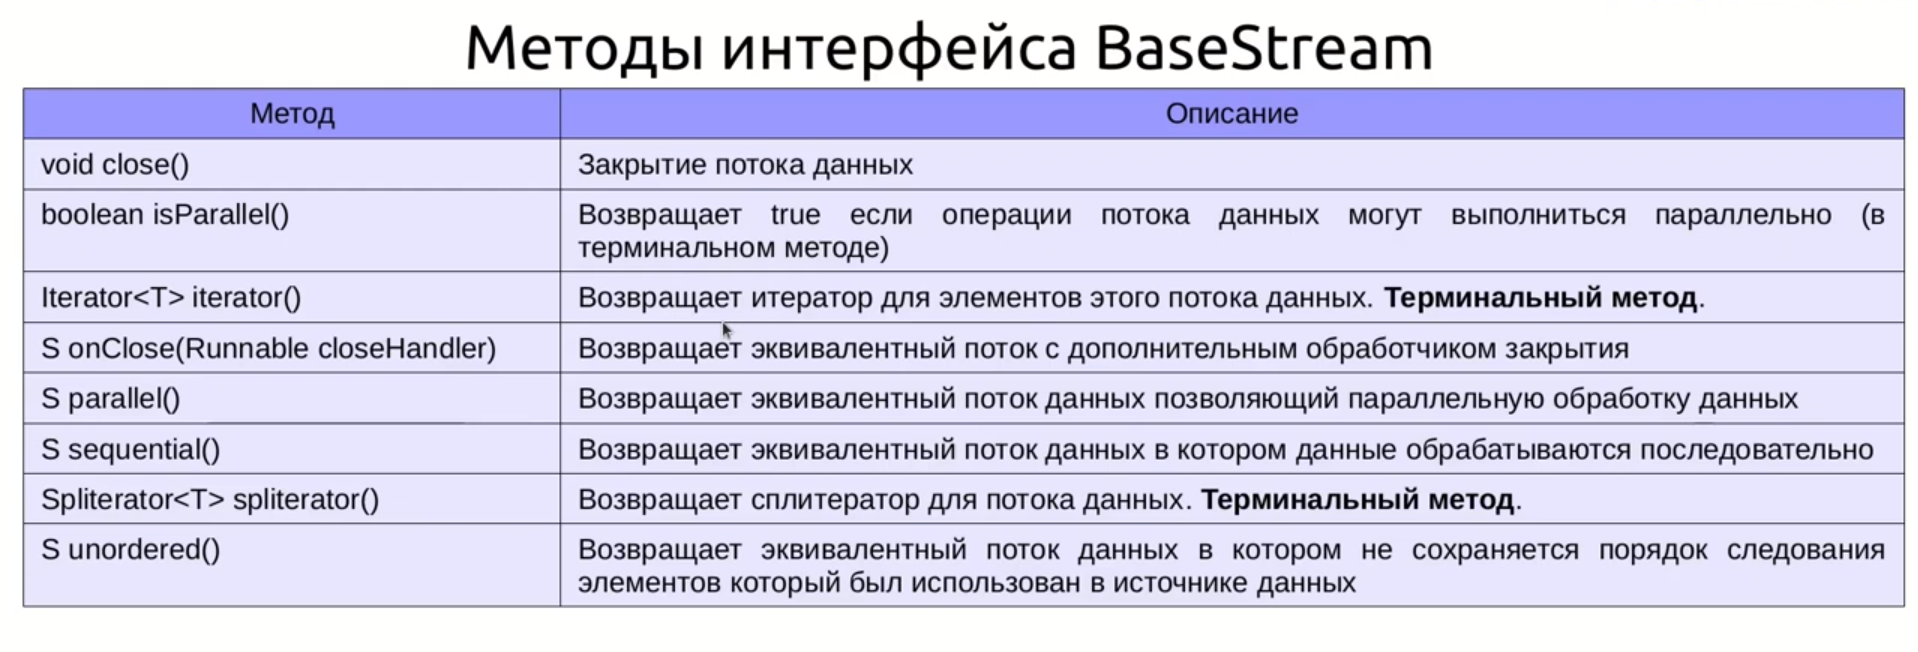 Методы интерфейса BaseStream
Метод
Описание
void close()
Закрытие потока данных
boolean isParallel()
Возвращает true если операции потока данных могут выполниться параллельно (в
терминальном методе)
Iterator<T> iterator()
Возвращает итератор для элементов этого потока данных. Терминальный метод.
S onClose(Runnable closeHandler)
Возвращает эквивалентный поток с дополнительным обработчиком закрытия
S parallel()
Возвращает эквивалентный поток данных позволяющий параллельную обработку данных
S sequential()
Возвращает эквивалентный поток данных в котором данные обрабатываются последовательно
Spliterator<T> spliterator()
Возвращает сплитератор для потока данных. Терминальный метод.
S unordered()
Возвращает эквивалентный поток данных в котором не сохраняется порядок следования
элементов который был использован в источнике данных